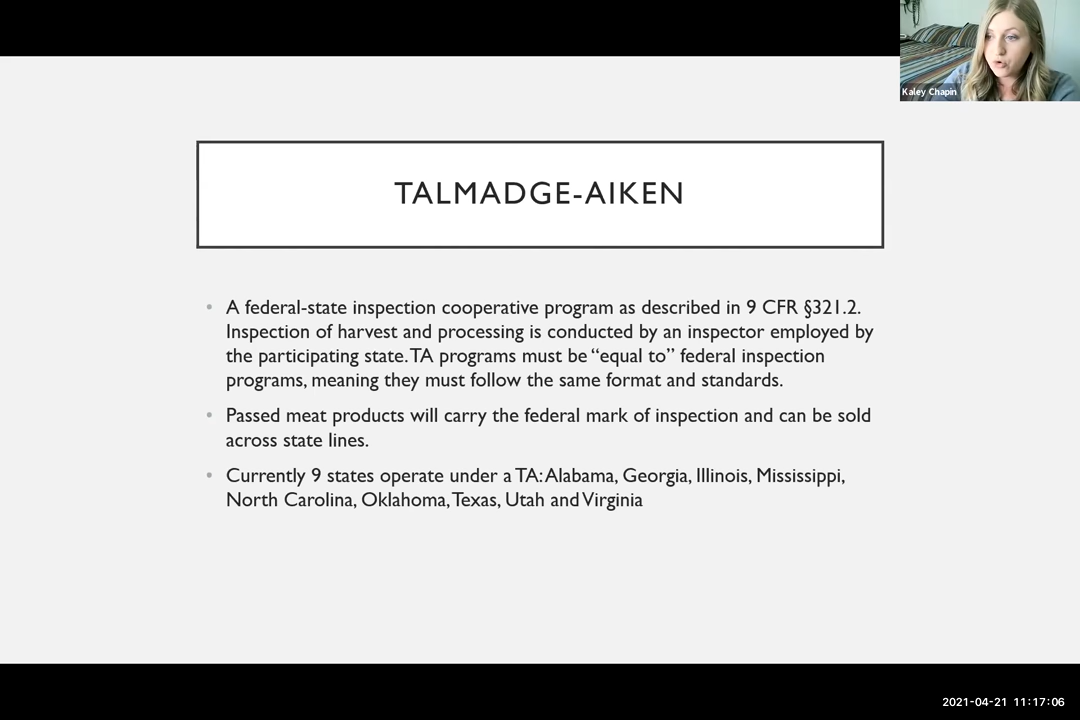 Kaley Chapin
TALMADGE-AIKEN
• A federal-state inspection cooperative program as described in 9 CFR §321.2.
Inspection of harvest and processing is conducted by an inspector employed by
the participating state. TA programs must be “equal to” federal inspection
programs, meaning they must follow the same format and standards.
• Passed meat products will carry the federal mark of inspection and can be sold
across state lines.
• Currently 9 states operate under a TA: Alabama, Georgia, Illinois, Mississippi,
North Carolina, Oklahoma, Texas, Utah and Virginia
2021-04-21 11:17:06